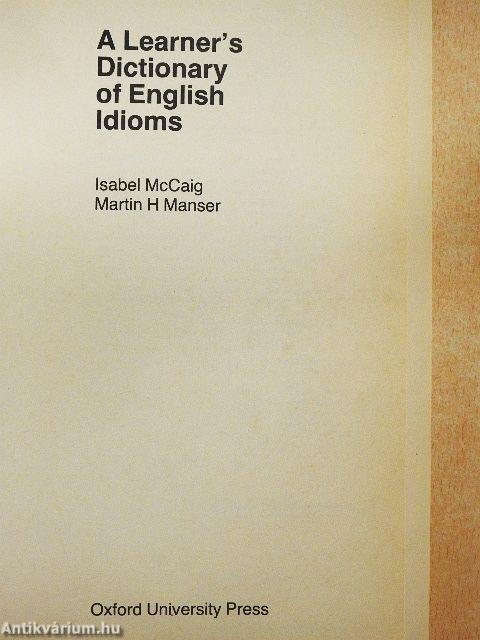 A Learner's
Dictionary
of English
Idioms
Isabel McCaig
Martin H Manser
Oxford University Press
Antikvárium.hu